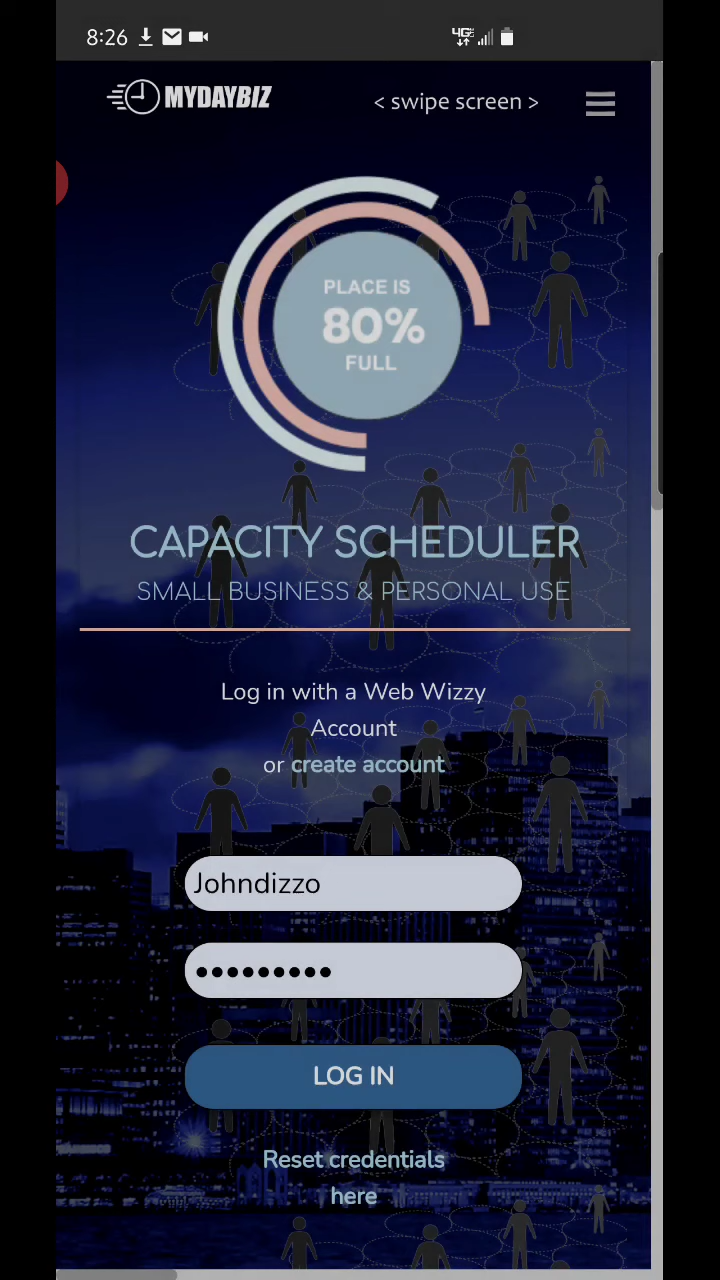 8:26
4GE
MYDAYBIZ
< swipe screen >
PLACE IS
80%
FULL
CAPACITY SCHEDULER
SMALL BUSINESS & PERSONAL USE
Log in with a Web Wizzy
Account
or create account
Johndizzo
●●●●●●●●●
LOG IN
Reset credentials
here